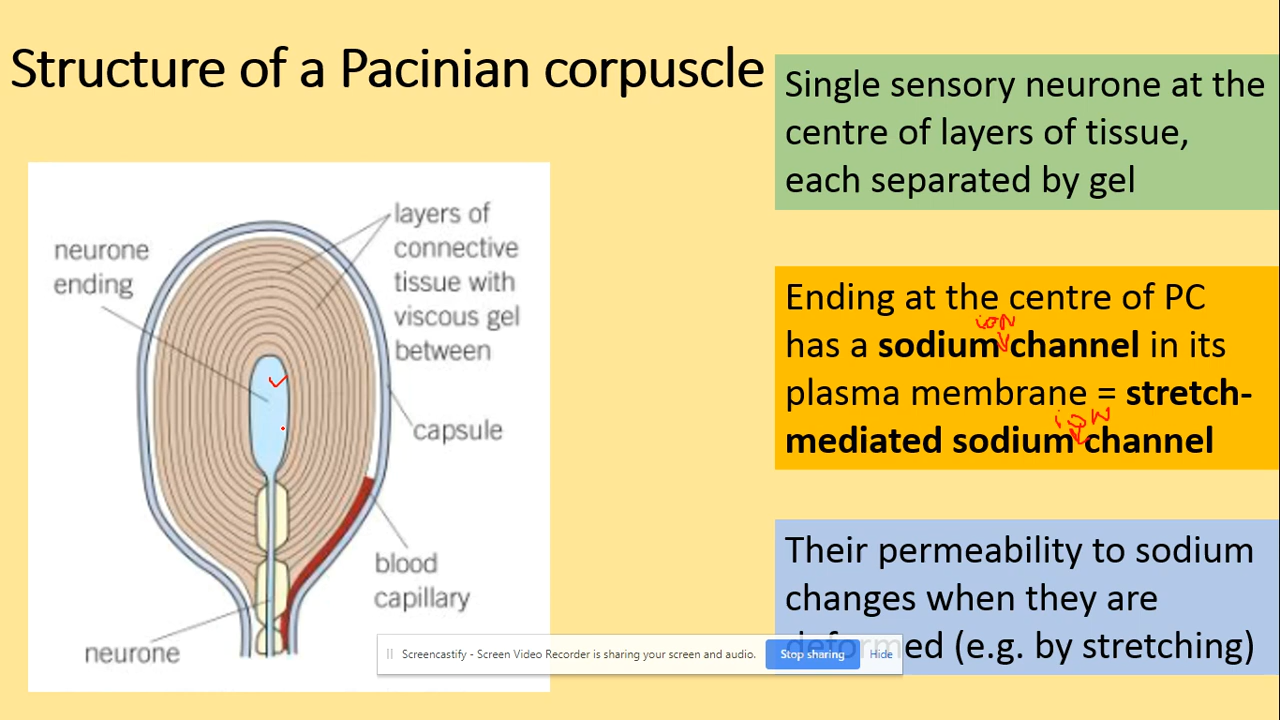 Structure of a Pacinian corpuscle
neurone
ending
layers of
connective
tissue with
viscous gel
between
capsule
blood
capillary
neurone
Single sensory neurone at the
centre of layers of tissue,
each separated by gel
Ending at the centre of PC
ion
has a sodium channel in its
plasma membrane = stretch-
ion
mediated sodium channel
Their permeability to sodium
changes when they are
deformed (e.g. by stretching)
Screencastify - Screen Video Recorder is sharing your screen and audio.
Stop sharing
Hide